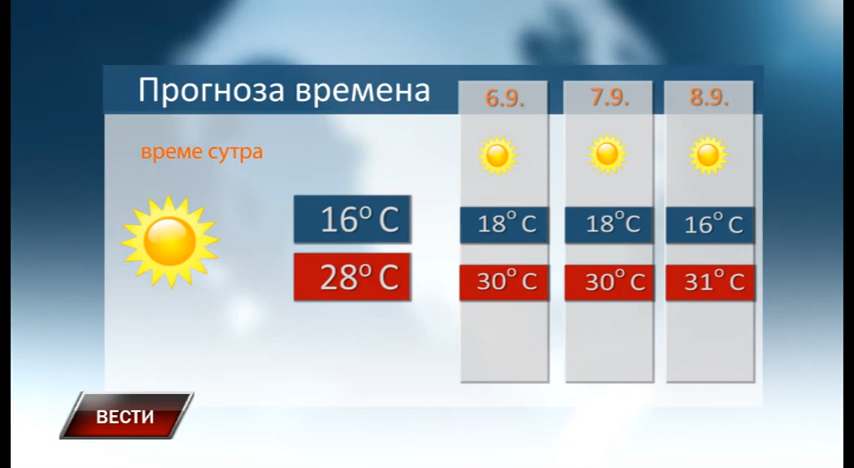 Прогноза времена
време сутра
16° C
28° C
6.9.
18° C
30° C
7.9.
18°C
30° C
8.9.
16° C
31° C
ВЕСТИ